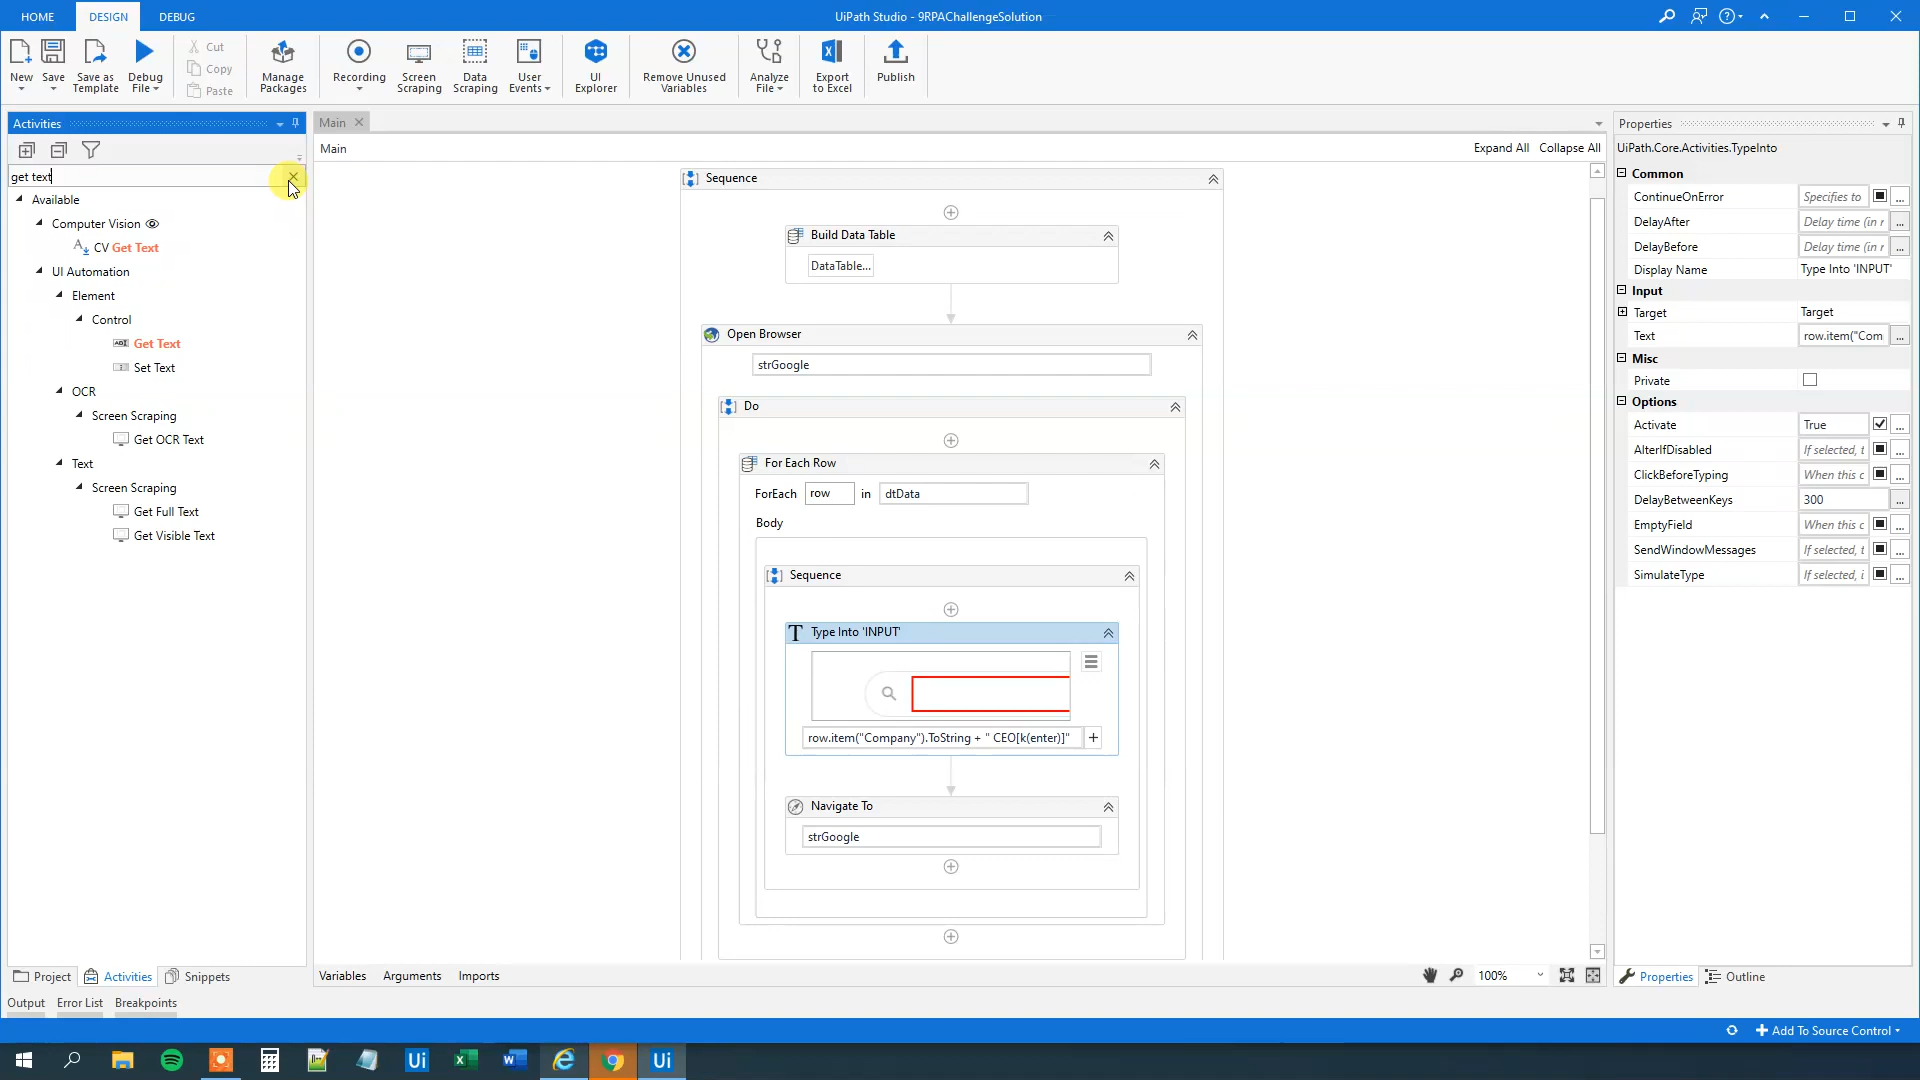 HOME DESIGN DEBUG
UiPath Studio - 9RPAChallengeSolution
New Save Save as Template Debug File
Cut
Copy
Paste
Manage Packages Recording Screen Scraping Data Scraping User Events UI Explorer Remove Unused Variables Analyze File Export to Excel Publish
Activities
get text
Available
Computer Vision
CV Get Text
UI Automation
Element
Control
Get Text
Set Text
OCR
Screen Scraping
Get OCR Text
Text
Screen Scraping
Get Full Text
Get Visible Text
Project Activities Snippets
Output Error List Breakpoints
Main
Main
Expand All Collapse All
Sequence
Build Data Table
DataTable...
Open Browser
strGoogle
Do
For Each Row
ForEach row in dtData
Body
Sequence
T Type Into 'INPUT'
row.item("Company").ToString + " CEO[k(enter)]"
Navigate To
strGoogle
Variables Arguments Imports
100%
Properties
UiPath.Core.Activities.TypeInto
Common
ContinueOnError Specifies to ...
DelayAfter Delay time (in r ...
DelayBefore Delay time (in r ...
Display Name Type Into 'INPUT'
Input
Target Target
Text row.item("Com ...
Misc
Private
Options
Activate True ...
AlterIfDisabled If selected, t ...
ClickBeforeTyping When this c ...
DelayBetweenKeys 300 ...
EmptyField When this c ...
SendWindowMessages If selected, t ...
SimulateType If selected, i ...
Properties Outline
Add To Source Control
Ui
Ui